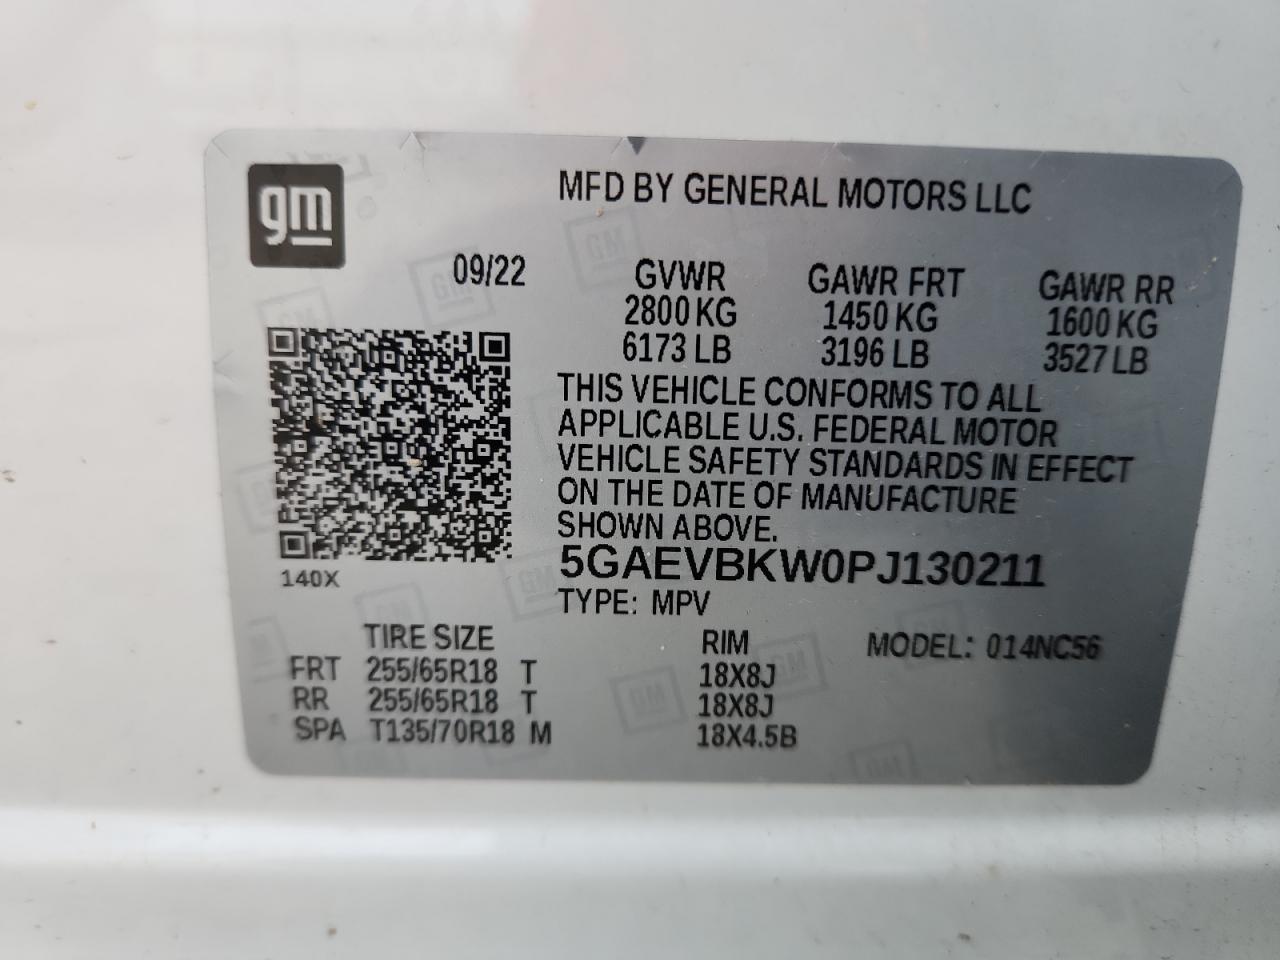 gm
MFD BY GENERAL MOTORS LLC
09/22
GVWR GAWR FRT GAWR RR
2800 KG 1450 KG 1600 KG
6173 LB 3196 LB 3527 LB
THIS VEHICLE CONFORMS TO ALL
APPLICABLE U.S. FEDERAL MOTOR
VEHICLE SAFETY STANDARDS IN EFFECT
ON THE DATE OF MANUFACTURE
SHOWN ABOVE.
5GAEVBKW0PJ130211
140X
TYPE: MPV
TIRE SIZE RIM MODEL: 014NC56
FRT 255/65R18 T 18X8J
RR 255/65R18 T 18X8J
SPA T135/70R18 M 18X4.5B